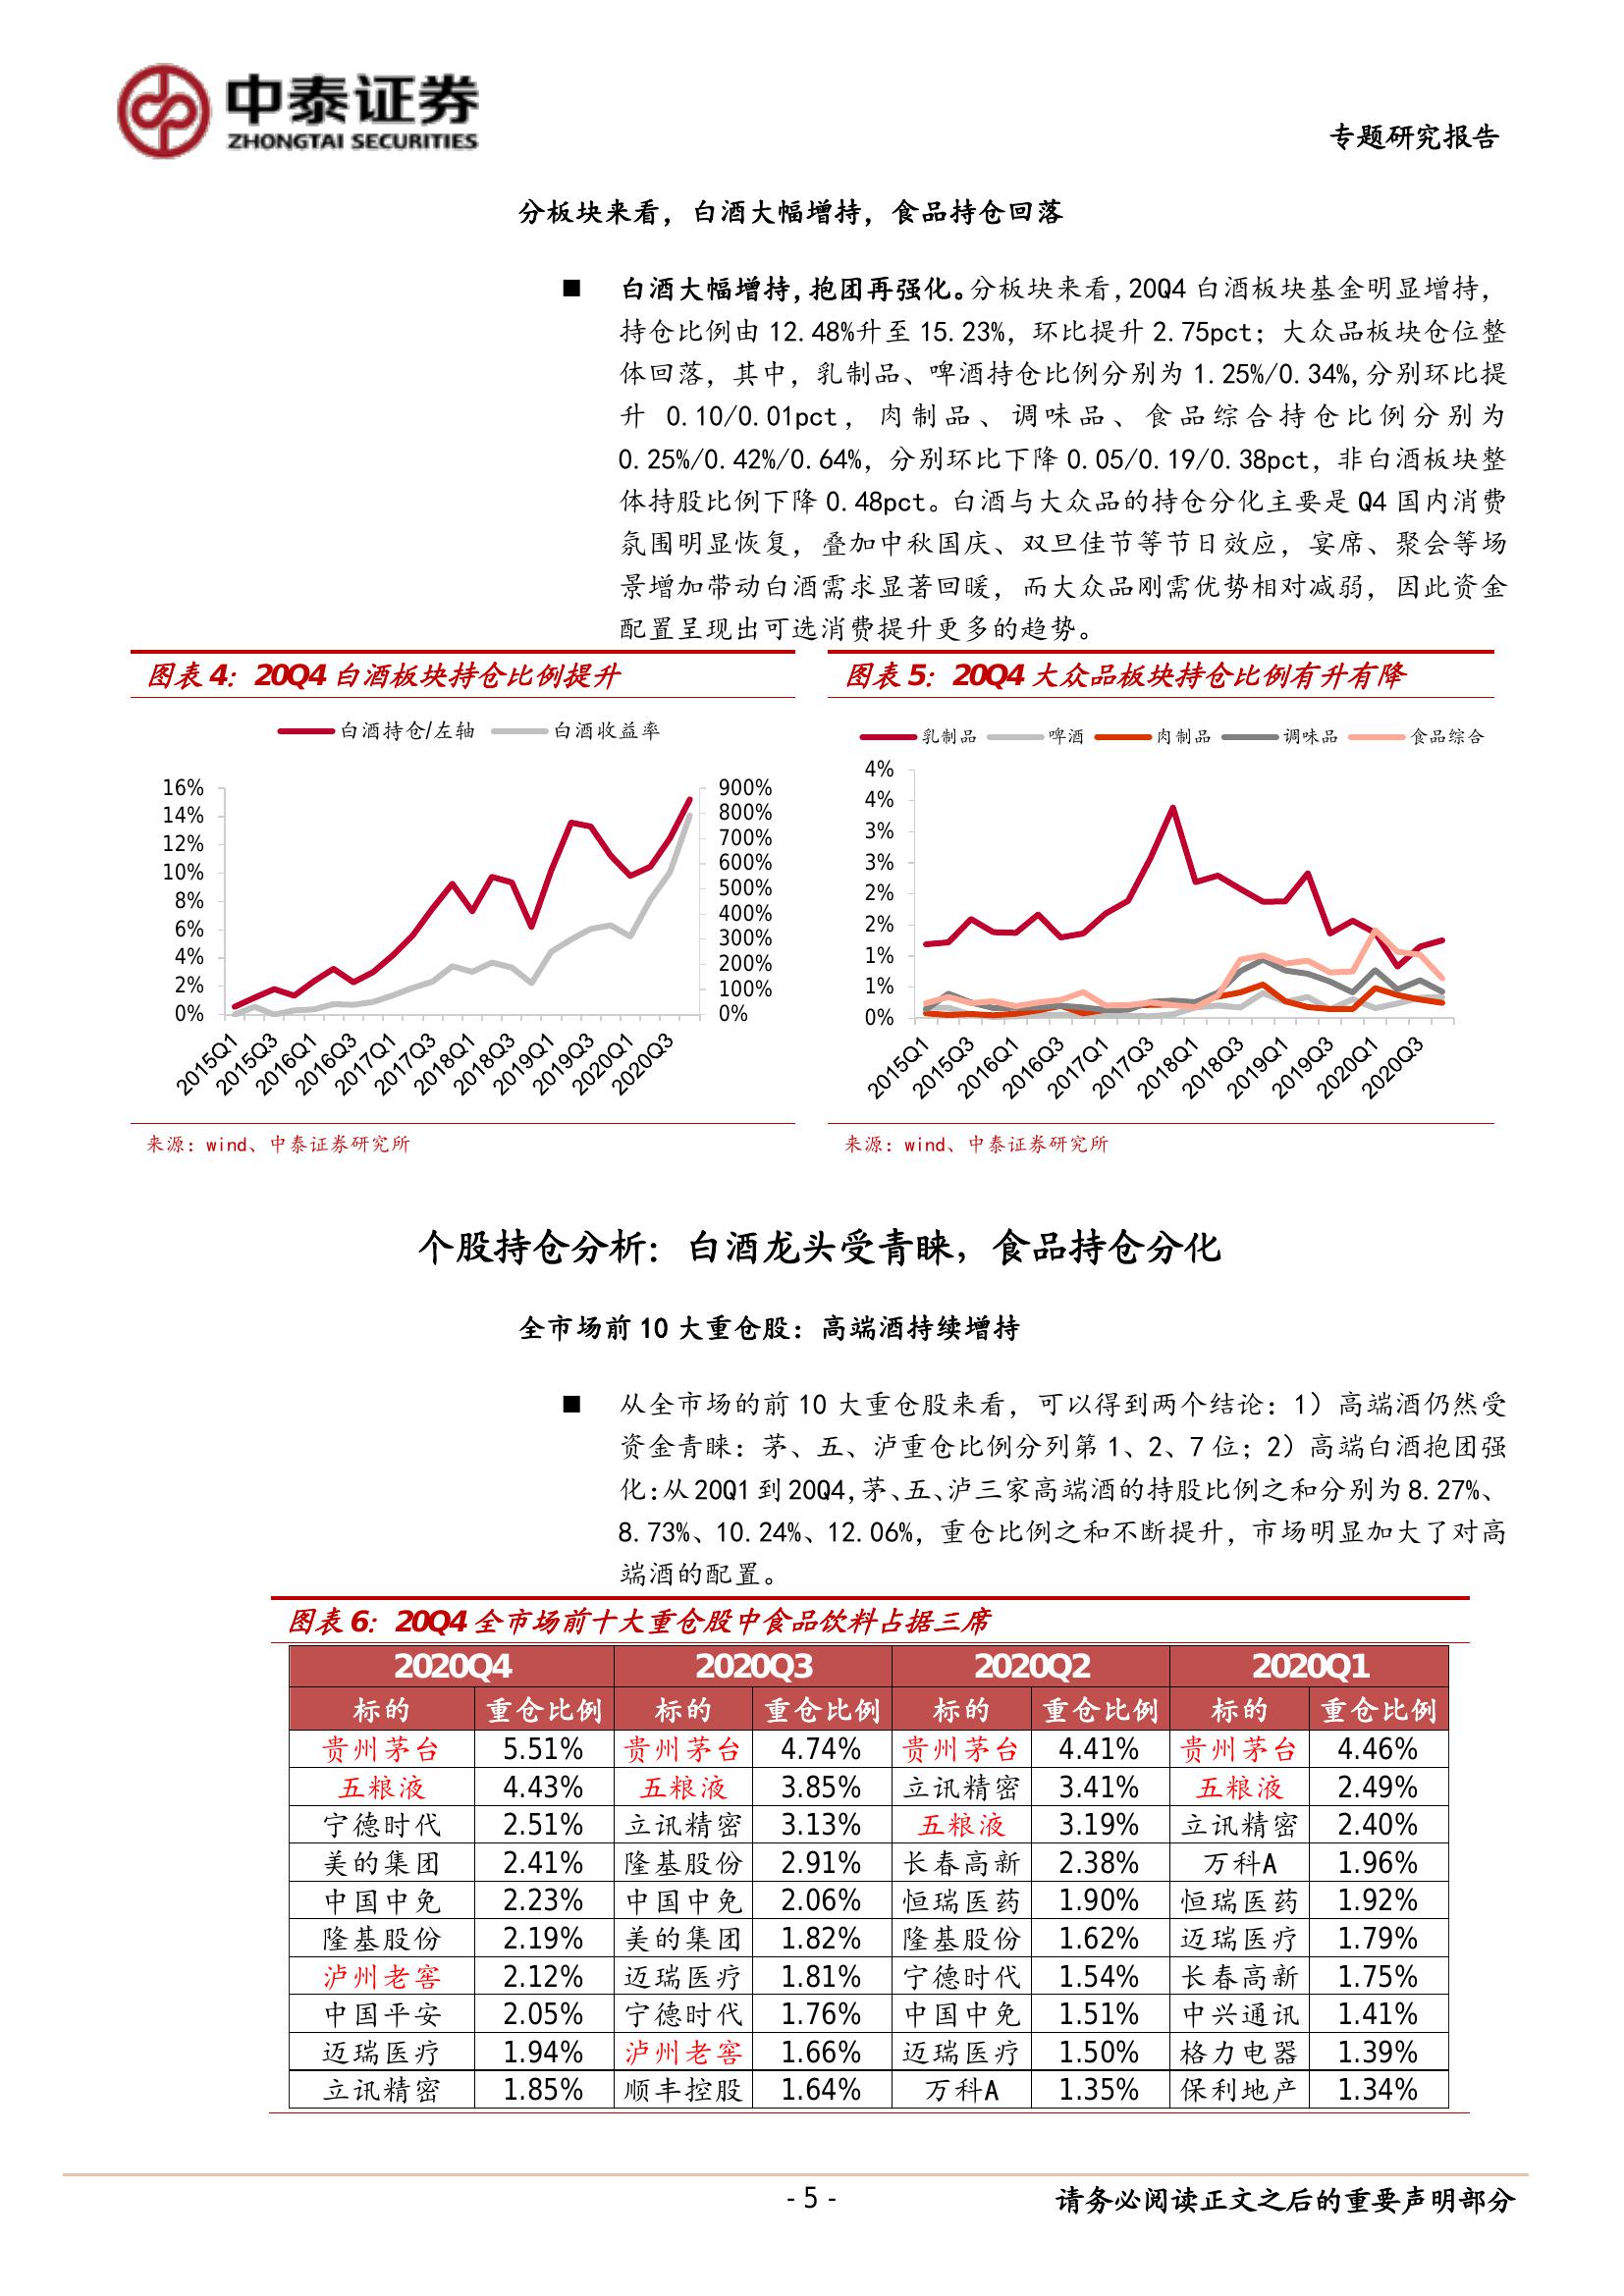 中泰证券
ZHONGTAI SECURITIES
专题研究报告
分板块来看，白酒大幅增持，食品持仓回落
■ 白酒大幅增持，抱团再强化。分板块来看，20Q4 白酒板块基金明显增持，
持仓比例由 12.48%升至 15.23%，环比提升 2.75pct；大众品板块仓位整
体回落，其中，乳制品、啤酒持仓比例分别为 1.25%/0.34%,分别环比提
升 0.10/0.01pct，肉制品、调味品、食品综合持仓比例分别为
0.25%/0.42%/0.64%，分别环比下降 0.05/0.19/0.38pct，非白酒板块整
体持股比例下降 0.48pct。白酒与大众品的持仓分化主要是 Q4 国内消费
氛围明显恢复，叠加中秋国庆、双旦佳节等节日效应，宴席、聚会等场
景增加带动白酒需求显著回暖，而大众品刚需优势相对减弱，因此资金
配置呈现出可选消费提升更多的趋势。
图表 4：20Q4 白酒板块持仓比例提升
白酒持仓/左轴 白酒收益率
16% 900%
14% 800%
12% 700%
10% 600%
8% 500%
6% 400%
4% 300%
2% 200%
0% 100%
0%
2015Q1 2015Q3 2016Q1 2016Q3 2017Q1 2017Q3 2018Q1 2018Q3 2019Q1 2019Q3 2020Q1 2020Q3
来源：wind、中泰证券研究所
图表 5：20Q4 大众品板块持仓比例有升有降
乳制品 啤酒 肉制品 调味品 食品综合
4%
4%
3%
3%
2%
2%
1%
1%
0%
2015Q1 2015Q3 2016Q1 2016Q3 2017Q1 2017Q3 2018Q1 2018Q3 2019Q1 2019Q3 2020Q1 2020Q3
来源：wind、中泰证券研究所
个股持仓分析：白酒龙头受青睐，食品持仓分化
全市场前 10 大重仓股：高端酒持续增持
■ 从全市场的前 10 大重仓股来看，可以得到两个结论：1）高端酒仍然受
资金青睐：茅、五、泸重仓比例分列第 1、2、7 位；2）高端白酒抱团强
化：从 20Q1 到 20Q4，茅、五、泸三家高端酒的持股比例之和分别为 8.27%、
8.73%、10.24%、12.06%，重仓比例之和不断提升，市场明显加大了对高
端酒的配置。
图表 6：20Q4 全市场前十大重仓股中食品饮料占据三席
2020Q4 2020Q3 2020Q2 2020Q1
标的 重仓比例 标的 重仓比例 标的 重仓比例 标的 重仓比例
贵州茅台 5.51% 贵州茅台 4.74% 贵州茅台 4.41% 贵州茅台 4.46%
五粮液 4.43% 五粮液 3.85% 立讯精密 3.41% 五粮液 2.49%
宁德时代 2.51% 立讯精密 3.13% 五粮液 3.19% 立讯精密 2.40%
美的集团 2.41% 隆基股份 2.91% 长春高新 2.38% 万科A 1.96%
中国中免 2.23% 中国中免 2.06% 恒瑞医药 1.90% 恒瑞医药 1.92%
隆基股份 2.19% 美的集团 1.82% 隆基股份 1.62% 迈瑞医疗 1.79%
泸州老窖 2.12% 迈瑞医疗 1.81% 宁德时代 1.54% 长春高新 1.75%
中国平安 2.05% 宁德时代 1.76% 中国中免 1.51% 中兴通讯 1.41%
迈瑞医疗 1.94% 泸州老窖 1.66% 迈瑞医疗 1.50% 格力电器 1.39%
立讯精密 1.85% 顺丰控股 1.64% 万科A 1.35% 保利地产 1.34%
- 5 -
请务必阅读正文之后的重要声明部分